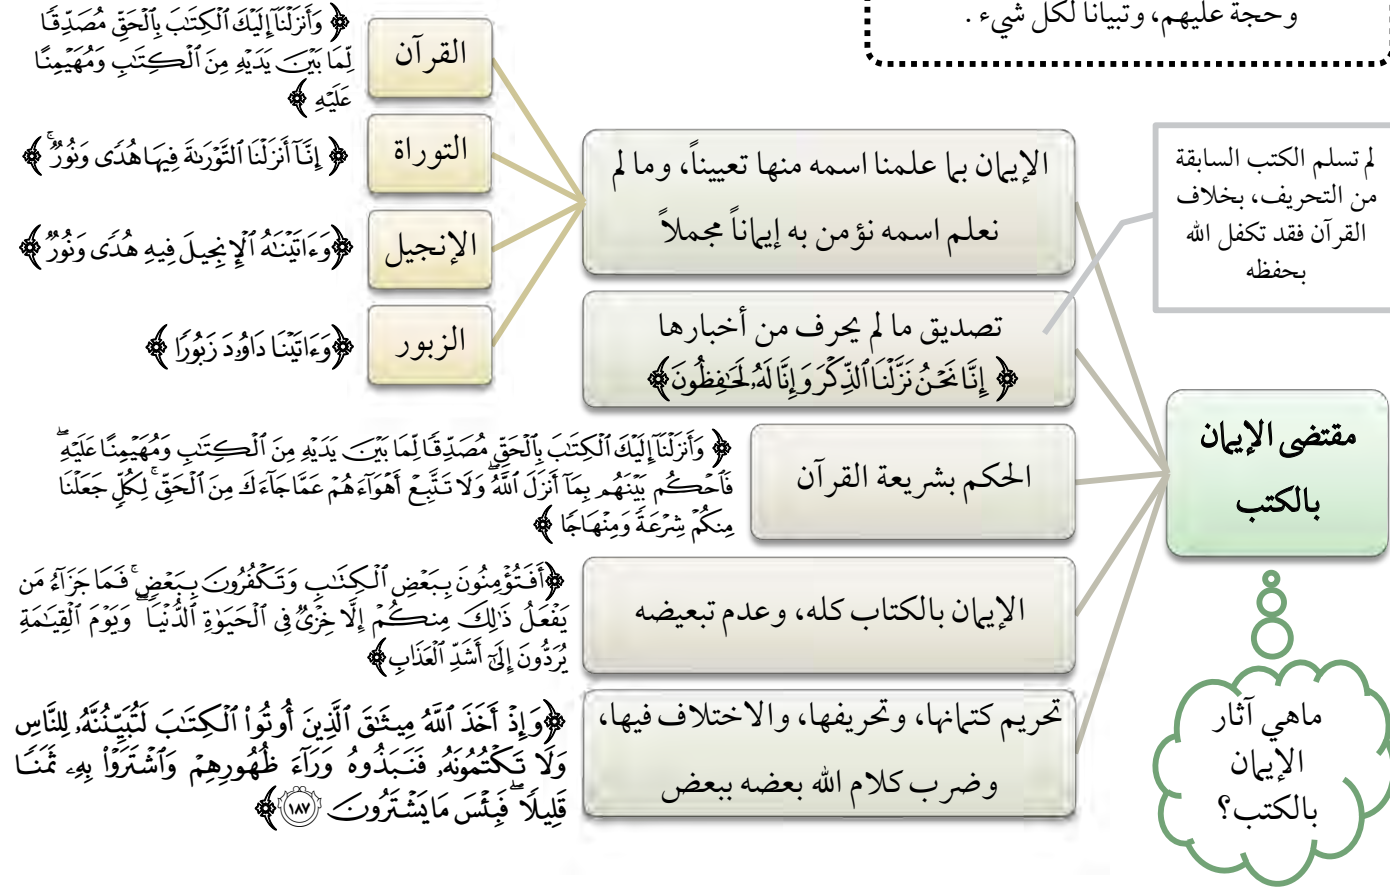 وحجة عليهم، وتبيانا لكل شيء .
لم تسلم الكتب السابقة
من التحريف، بخلاف
القرآن فقد تكفل الله
بحفظه
مقتضى الإيمان
بالكتب
ماهي آثار
الإيمان
بالكتب؟
الإيمان بما علمنا اسمه منها تعييناً، وما لم
نعلم اسمه نؤمن به إيماناً مجملاً
القرآن
﴿ وَأَنزَلْنَآ إِلَيْكَ ٱلْكِتَٰبَ بِٱلْحَقِّ مُصَدِّقًا
لِّمَا بَيْنَ يَدَيْهِ مِنَ ٱلْكِتَٰبِ وَمُهَيْمِنًا
عَلَيْهِ ﴾
التوراة
﴿ إِنَّآ أَنزَلْنَا ٱلتَّوْرَىٰةَ فِيهَا هُدًى وَنُورٌ ۚ ﴾
الإنجيل
﴿وَءَاتَيْنَٰهُ ٱلْإِنجِيلَ فِيهِ هُدًى وَنُورٌ ﴾
الزبور
﴿وَءَاتَيْنَا دَاوُۥدَ زَبُورًا ﴾
تصديق ما لم يحرف من أخبارها
﴿ إِنَّا نَحْنُ نَزَّلْنَا ٱلذِّكْرَ وَإِنَّا لَهُۥ لَحَٰفِظُونَ ﴾
الحكم بشريعة القرآن
﴿ وَأَنزَلْنَآ إِلَيْكَ ٱلْكِتَٰبَ بِٱلْحَقِّ مُصَدِّقًا لِّمَا بَيْنَ يَدَيْهِ مِنَ ٱلْكِتَٰبِ وَمُهَيْمِنًا عَلَيْهِ ۖ
فَٱحْكُم بَيْنَهُم بِمَآ أَنزَلَ ٱللَّهُ ۖ وَلَا تَتَّبِعْ أَهْوَآءَهُمْ عَمَّا جَآءَكَ مِنَ ٱلْحَقِّ ۚ لِكُلٍّ جَعَلْنَا
مِنكُمْ شِرْعَةً وَمِنْهَاجًا ﴾
الإيمان بالكتاب كله، وعدم تبعيضه
﴿أَفَتُؤْمِنُونَ بِبَعْضِ ٱلْكِتَٰبِ وَتَكْفُرُونَ بِبَعْضٍ ۚ فَمَا جَزَآءُ مَن
يَفْعَلُ ذَٰلِكَ مِنكُمْ إِلَّا خِزْىٌ فِى ٱلْحَيَوٰةِ ٱلدُّنْيَا ۖ وَيَوْمَ ٱلْقِيَٰمَةِ
يُرَدُّونَ إِلَىٰٓ أَشَدِّ ٱلْعَذَابِ ﴾
تحريم كتمانها، وتحريفها، والاختلاف فيها،
وضرب كلام الله بعضه ببعض
﴿وَإِذْ أَخَذَ ٱللَّهُ مِيثَٰقَ ٱلَّذِينَ أُوتُوا۟ ٱلْكِتَٰبَ لَتُبَيِّنُنَّهُۥ لِلنَّاسِ
وَلَا تَكْتُمُونَهُۥ فَنَبَذُوهُ وَرَآءَ ظُهُورِهِمْ وَٱشْتَرَوْا۟ بِهِۦ ثَمَنًا
قَلِيلًا ۖ فَبِئْسَ مَا يَشْتَرُونَ ١٨٧ ﴾